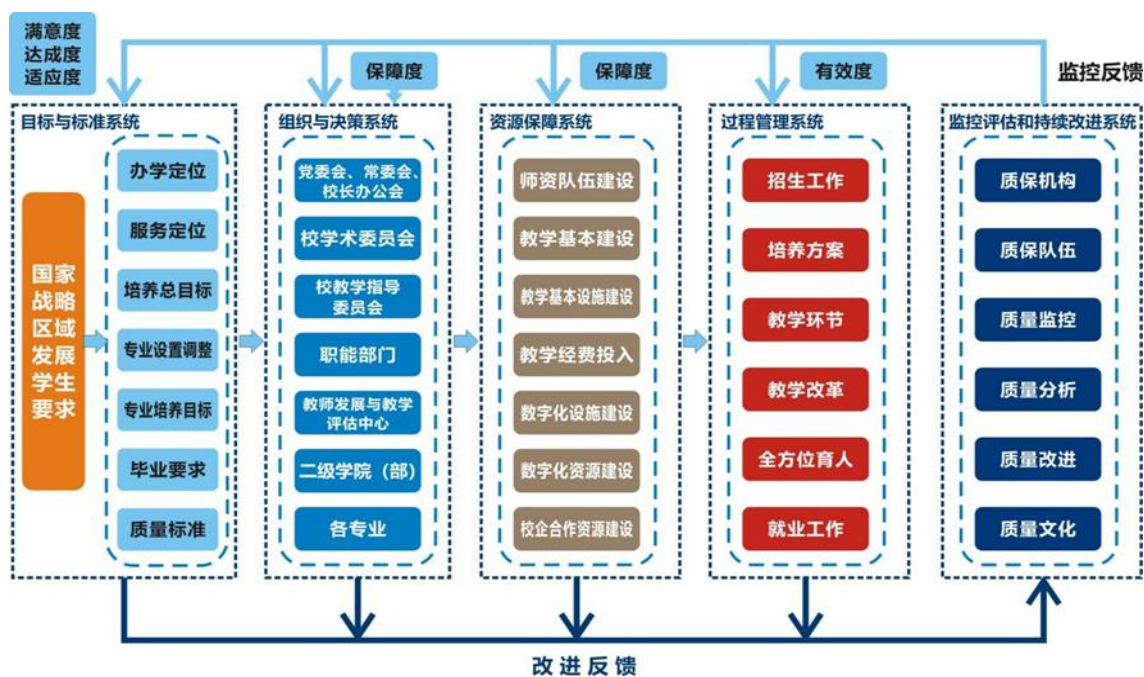 满意度
达成度
适应度
保障度
保障度
有效度
监控反馈
目标与标准系统
国家
战略
区域
发展
学生
要求
办学定位
服务定位
培养总目标
专业设置调整
专业培养目标
毕业要求
质量标准
组织与决策系统
党委会、常委会、
校长办公会
校学术委员会
校教学指导
委员会
职能部门
教师发展与教学
评估中心
二级学院（部）
各专业
资源保障系统
师资队伍建设
教学基本建设
教学基本设施建设
教学经费投入
数字化设施建设
数字化资源建设
校企合作资源建设
过程管理系统
招生工作
培养方案
教学环节
教学改革
全方位育人
就业工作
监控评估和持续改进系统
质保机构
质保队伍
质量监控
质量分析
质量改进
质量文化
改进反馈